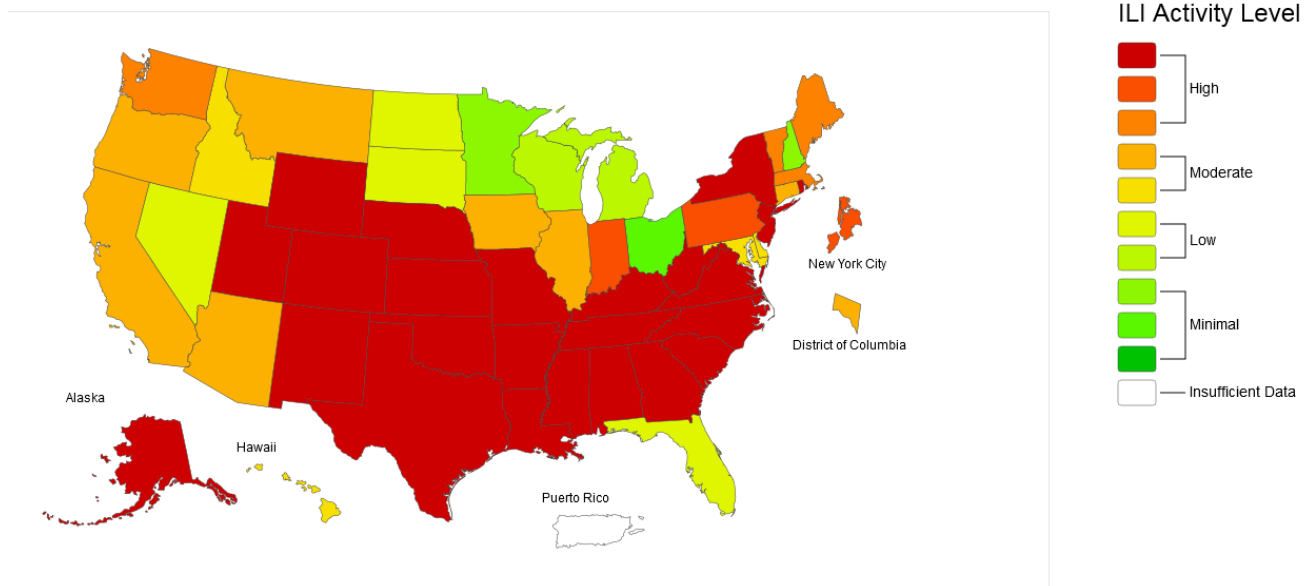 ILI Activity Level
High
Moderate
Low
Minimal
Insufficient Data
New York City
District of Columbia
Alaska
Hawaii
Puerto Rico